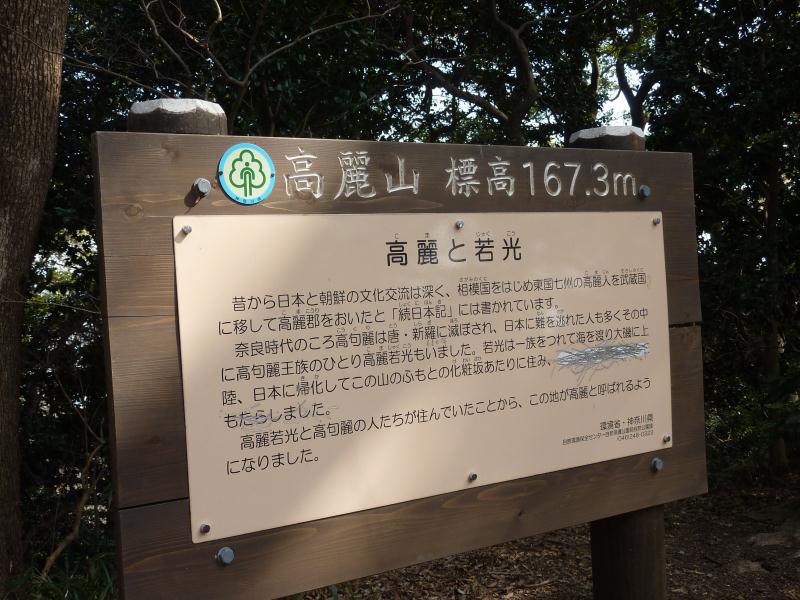 高麗山 標高167.3m
高麗と若光
昔から日本と朝鮮の文化交流は深く、相模国をはじめ東国七州の高麗人を武蔵国
に移して高麗郡をおいたと「続日本記」には書かれています。
奈良時代のころ高句麗は唐・新羅に滅ぼされ、日本に難を逃れた人も多くその中
に高句麗王族のひとり高麗若光もいました。若光は一族をつれて海を渡り大磯に上
陸、日本に帰化してこの山のふもとの化粧坂あたりに住み、
もたらしました。
高麗若光と高句麗の人たちが住んでいたことから、この地が高麗と呼ばれるよう
になりました。
環境省・神奈川県